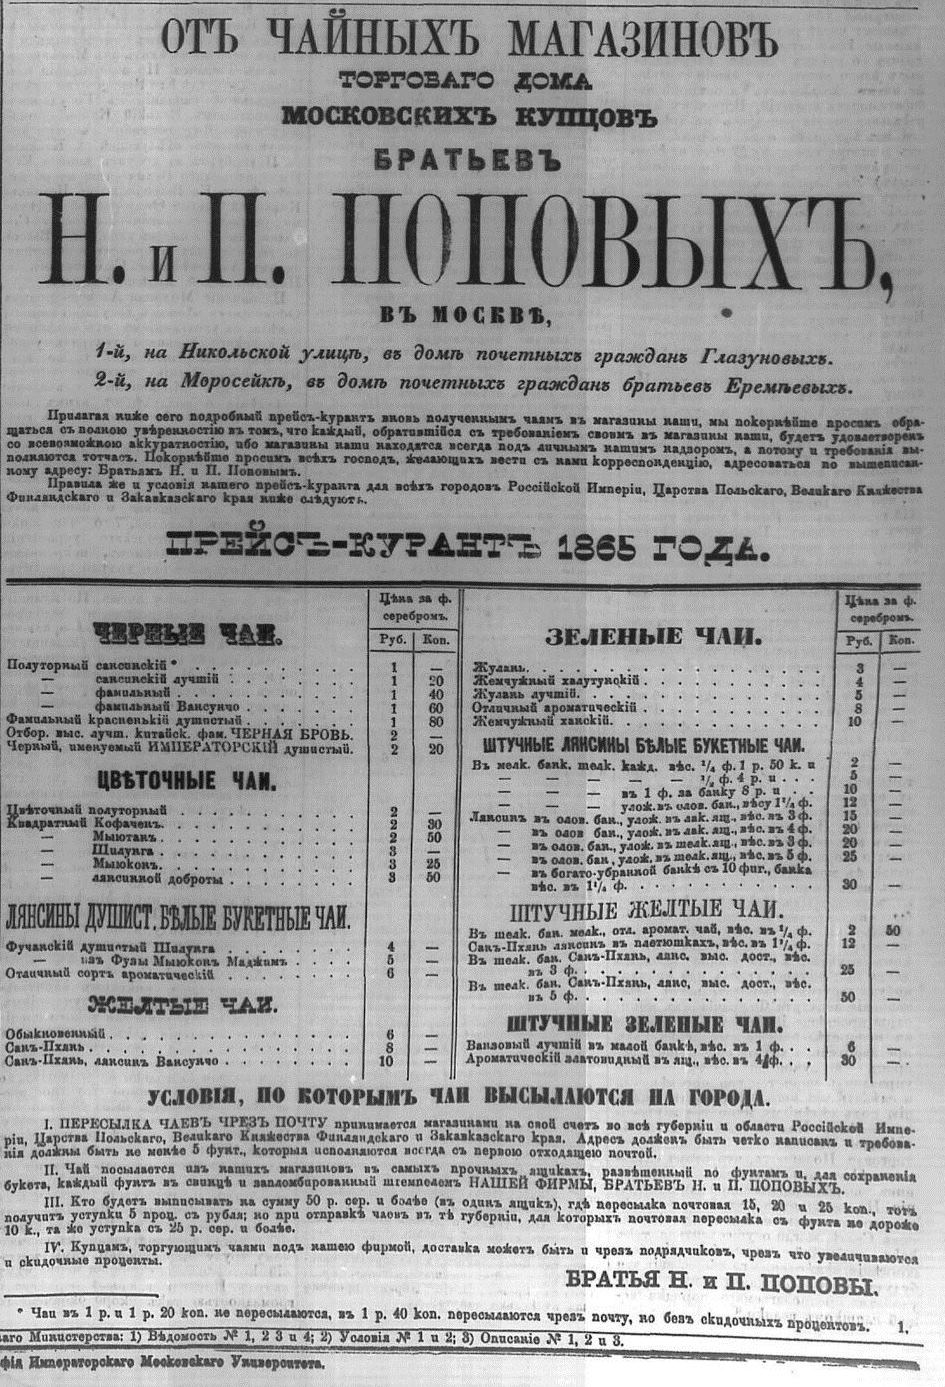 ОТЪ ЧАЙНЫХЪ МАГАЗИНОВЪ
ТОРГОВАГО ДОМА
МОСКОВСКИХЪ КУПЦОВЪ
БРАТЬЕВЪ
Н. и П. ПОПОВЫХЪ,
ВЪ МОСКВѢ,
1-й, на Никольской улицѣ, въ домѣ почетныхъ гражданъ Глазуновыхъ.
2-й, на Моросейкѣ, въ домѣ почетныхъ гражданъ братьевъ Еремѣевыхъ.
Прилагая ниже сего подробный прейсъ-курантъ вновь полученнымъ чаямъ въ магазины наши, мы покорнѣйше просимъ обра-
щаться съ полною увѣренностію въ томъ, что каждый, обратившійся съ требованіемъ своимъ въ магазины наши, будетъ удовлетворенъ
со всевозможною аккуратностію, ибо магазины наши находятся всегда подъ личнымъ нашимъ надзоромъ, а потому и требованія вы-
полняются тотчасъ. Покорнѣйше просимъ всѣхъ господъ, желающихъ вести съ нами корреспонденцію, адресоваться по вышеписан-
ному адресу: Братьямъ Н. и П. Поповымъ.
Правила же и условія нашего прейсъ-куранта для всѣхъ городовъ Россійской Имперіи, Царства Польскаго, Великаго Княжества
Финляндскаго и Закавказскаго края ниже слѣдуютъ.
ПРЕЙСЪ-КУРАНТЪ 1865 ГОДА.
Цѣна за ф. серебромъ.
Руб. Коп.
ЧЕРНЫЕ ЧАИ.
Полуторный сансинскій * 1 —
— сансинскій лучшій 1 20
— фамильный 1 40
— фамильный Вансунчо 1 60
Фамильный красненькій душистый 1 80
Отбор. выс. лучш. китайск. фам. ЧЕРНАЯ БРОВЬ. 2 —
Черный, именуемый ИМПЕРАТОРСКІЙ душистый. 2 20
ЦВѢТОЧНЫЕ ЧАИ.
Цвѣточный полуторный 2 —
Квадратный Кофаченъ 2 30
— Мыютанъ 2 50
— Шилунга 3 —
— Мыюконъ 3 25
— лянсинной доброты 3 50
ЛЯНСИНЫ ДУШИСТ. БѢЛЫЕ БУКЕТНЫЕ ЧАИ.
Фучанскій душистый Шилунга 4 —
— изъ Фузы Мыюконъ Маджимъ 5 —
Отличный сортъ ароматическій 6 —
ЖЕЛТЫЕ ЧАИ.
Обыкновенный 6 —
Санъ-Пхянъ 8 —
Санъ-Пхянь, лянсинъ Вансунчо 10 —
Цѣна за ф. серебромъ.
Руб. Коп.
ЗЕЛЕНЫЕ ЧАИ.
Жулань 3 —
Жемчужный халутунскій 4 —
Жулань лучшій. 5 —
Отличный ароматическій 8 —
Жемчужный ханскій. 10 —
ШТУЧНЫЕ ЛЯНСИНЫ БѢЛЫЕ БУКЕТНЫЕ ЧАИ.
Въ мелк. банк. шелк. кажд. вѣс. ¼ ф. 1 р. 50 к. и 2 —
— — — — — ½ ф. 4 р. и 5 —
— — — въ 1 ф. за банку 8 р. и 10 —
— — — улож. въ олов. бан., вѣсу 1¼ ф. 12 —
Лянсинъ въ олов. бан., улож. въ лак. ящ., вѣс. въ 3 ф. 15 —
— въ олов бан., улож. въ лак. ящ., вѣс. въ 4 ф. 20 —
— въ олов. бан., улож. въ шелк. ящ., вѣс. въ 3 ф. 20 —
— въ олов. бан, улож. въ шелк. ящ., вѣс. въ 5 ф. 25 —
— въ богато-убранной банкѣ съ 10 фиг., банка
вѣс. въ 1¼ ф. 30 —
ШТУЧНЫЕ ЖЕЛТЫЕ ЧАИ.
Въ шелк. бан. мелк., отл. аромат. чай, вѣс. въ ¼ ф. 2 50
Санъ-Пхянь лянсинъ въ плетюшкахъ, вѣс. въ 1¼ ф. 12 —
Въ шелк. бан. Санъ-Пхянь, лянс. выс. дост., вѣс.
въ 3 ф. 25 —
Въ шелк. бан. Санъ-Пхянь, лянс, выс. дост., вѣс.
въ 5 ф. 50 —
ШТУЧНЫЕ ЗЕЛЕНЫЕ ЧАИ.
Ванзовый лучшій въ малой банкѣ, вѣс. въ 1 ф. 6 —
Ароматическій златовидный въ ящ., вѣс. въ ф. 30 —
УСЛОВІЯ, ПО КОТОРЫМЪ ЧАИ ВЫСЫЛАЮТСЯ НА ГОРОДА.
I. ПЕРЕСЫЛКА ЧАЕВЪ ЧРЕЗЪ ПОЧТУ принимается магазинами на свой счетъ во всѣ губерніи и области Россійской Импе-
ріи, Царства Польскаго, Великаго Княжества Финляндскаго и Закавказскаго края. Адресъ долженъ быть четко написанъ и требова-
нія должны быть не менѣе 5 фунт., которыя исполняются всегда съ первою отходящею почтой.
II. Чай посылается изъ нашихъ магазиновъ въ самыхъ прочныхъ ящикахъ, развѣшенный по фунтамъ и, для сохраненія
букета, каждый фунтъ въ свинцѣ и запломбированный штемпелемъ НАШЕЙ ФИРМЫ, БРАТЬЕВЪ Н. и П. ПОПОВЫХЪ.
III. Кто будетъ выписывать на сумму 50 р. сер. и болѣе (въ одинъ ящикъ), гдѣ пересылка почтовая 15, 20 и 25 коп., тотъ
получитъ уступки 5 проц. съ рубля; но при отправкѣ чаевъ въ тѣ губерніи, для которыхъ почтовая пересылка съ фунта не дороже
10 к., та же уступка съ 25 р. сер. и болѣе.
IV. Купцамъ, торгующимъ чаями подъ нашею фирмой, доставка можетъ быть и чрезъ подрядчиковъ, чрезъ что увеличиваются
и скидочные проценты.
БРАТЬЯ Н. и П. ПОПОВЫ.
* Чаи въ 1 р. и 1 р. 20 коп. не пересылаются, въ 1 р. 40 коп. пересылаются чрезъ почту, но безъ скидочныхъ процентовъ. 1.
аго Министерства: 1) Вѣдомость № 1, 2 3 и 4; 2) Условія № 1 и 2; 3) Описаніе № 1, 2 и 3.
фія Императорскаго Московскаго Университета.